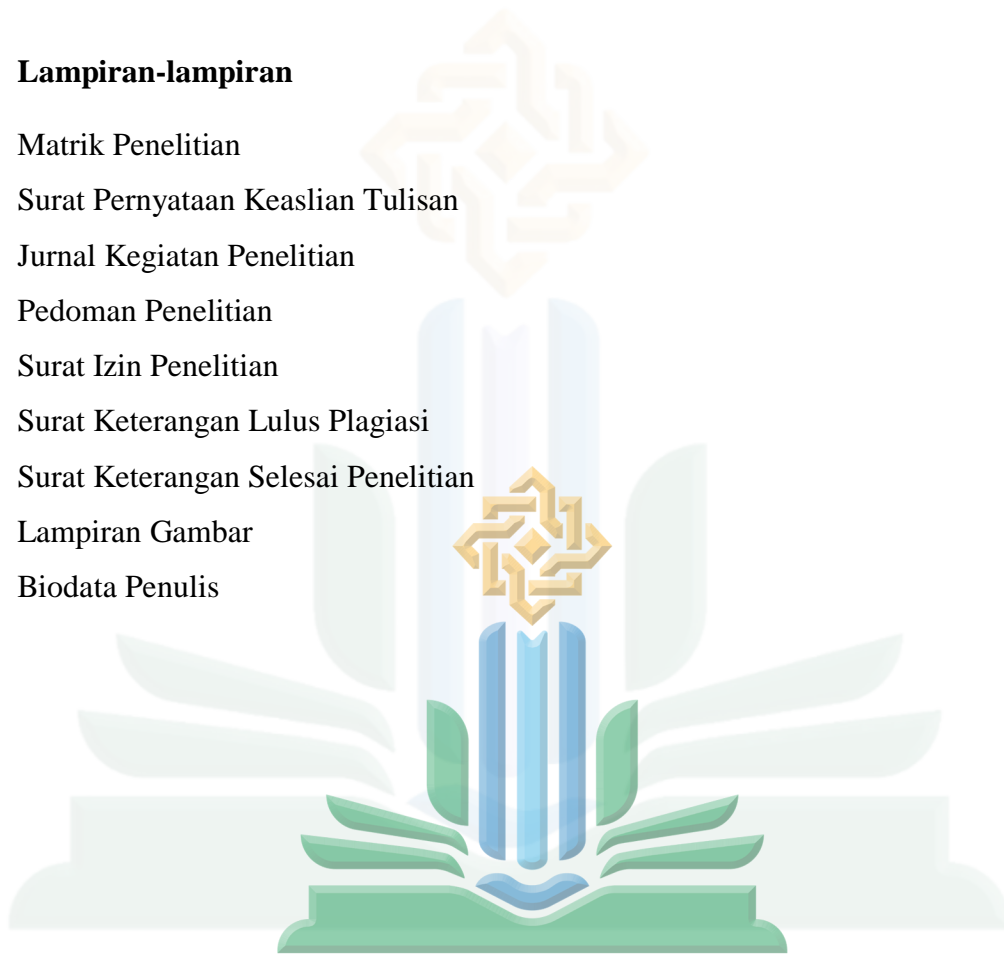 Lampiran-lampiran
Matrik Penelitian
Surat Pernyataan Keaslian Tulisan
Jurnal Kegiatan Penelitian
Pedoman Penelitian
Surat Izin Penelitian
Surat Keterangan Lulus Plagiasi
Surat Keterangan Selesai Penelitian
Lampiran Gambar
Biodata Penulis